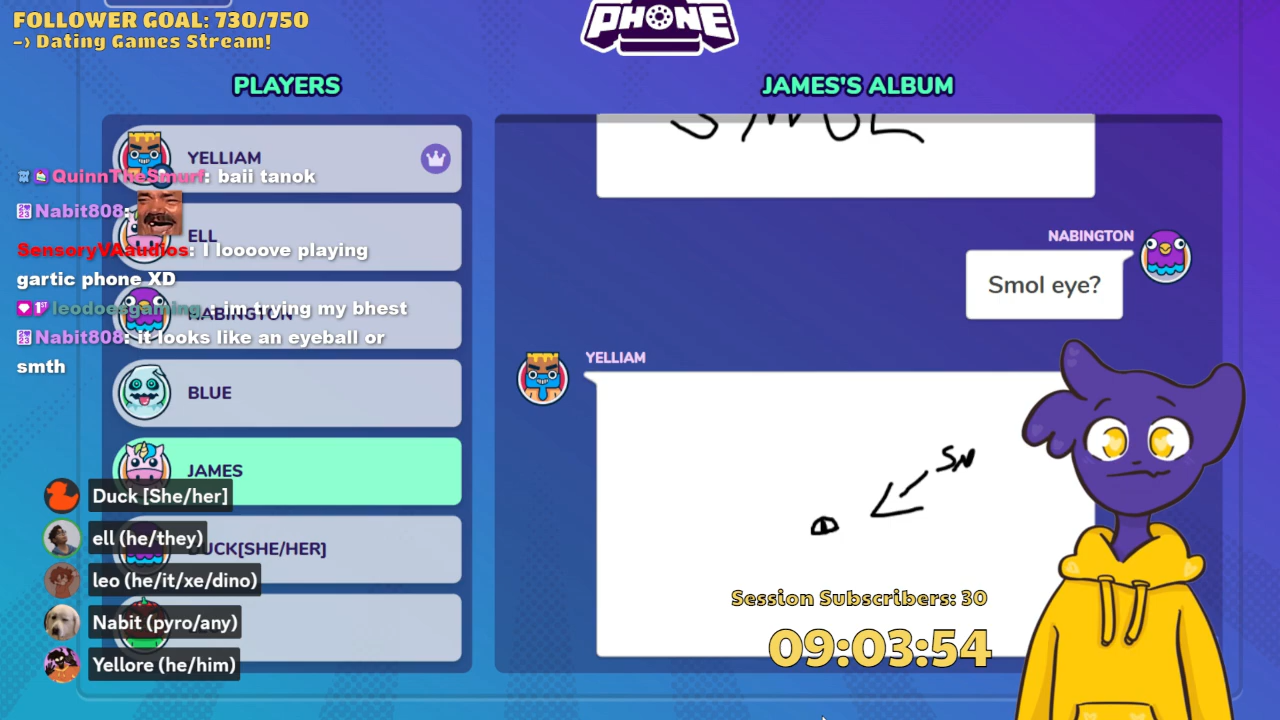 FOLLOWER GOAL: 730/750
-> Dating Games Stream!
PHONE
PLAYERS
JAMES'S ALBUM
SMOL
YELLIAM
QuinnTheSmurf: baii tanok
Nabit808:
ELL
SensoryVAaudios: I loooove playing
gartic phone XD
NABINGTON
leodoesgaming : im trying my bhest
Nabit808: it looks like an eyeball or
smth
BLUE
JAMES
Duck [She/her]
ell (he/they)
DUCK[SHE/HER]
leo (he/it/xe/dino)
Nabit (pyro/any)
Yellore (he/him)
NABINGTON
Smol eye?
YELLIAM
Session Subscribers: 30
09:03:54